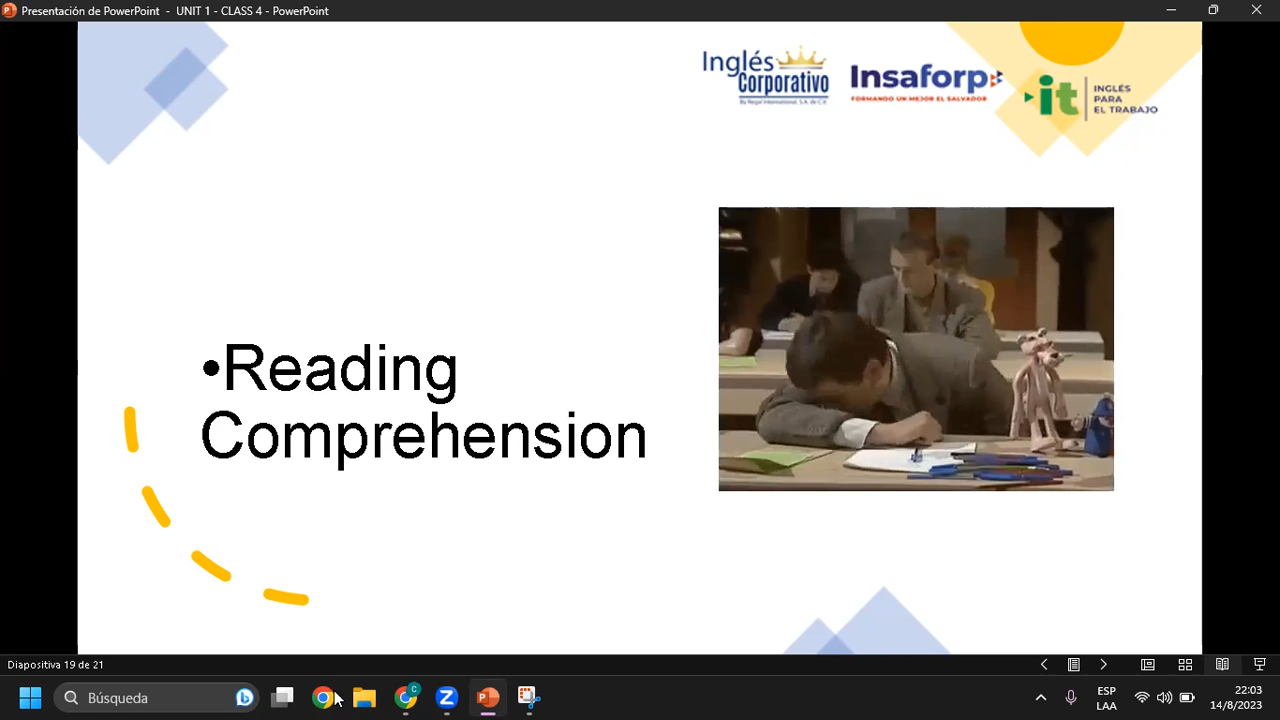 Presentación de PowerPoint - UNIT 1 - CLASS 4 - PowerPoint
Inglés
Corporativo
By Regal International, S.A. de C.V.
Insaforp
FORMANDO UN MEJOR EL SALVADOR
it
INGLÉS
PARA
EL TRABAJO
•Reading
Comprehension
Diapositiva 19 de 21
Búsqueda
ESP
LAA
22:03
14/8/2023